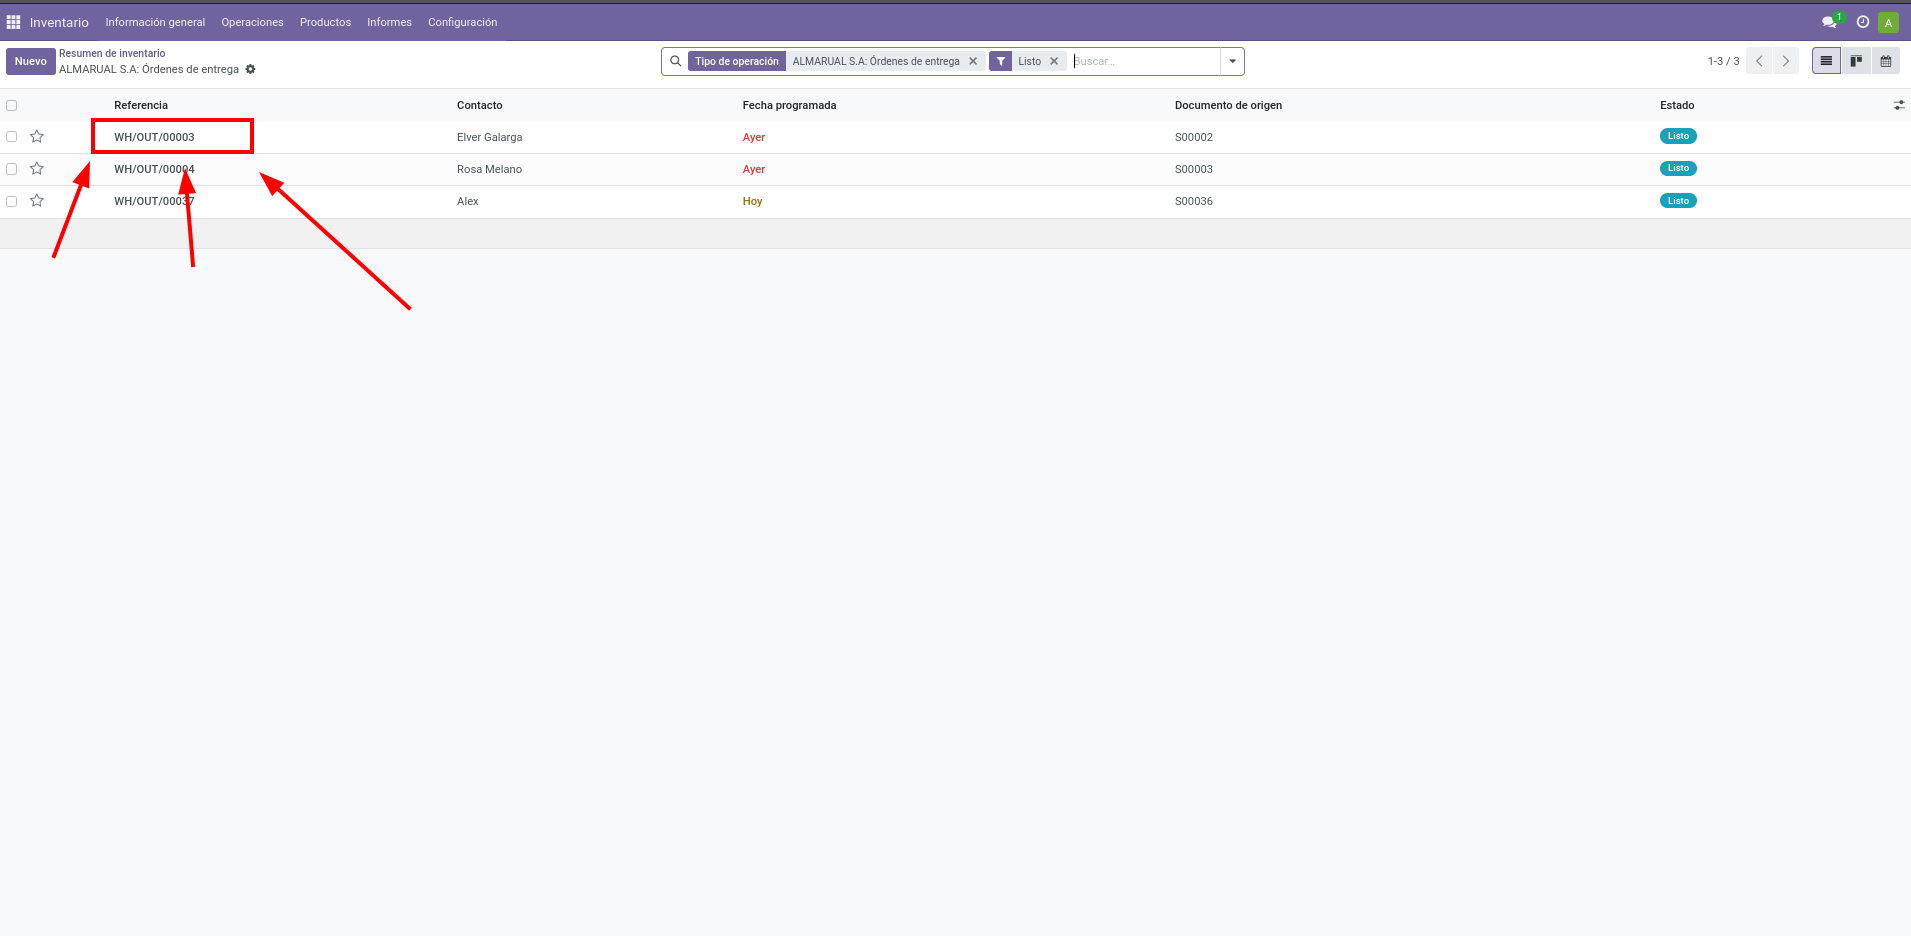 Inventario Información general Operaciones Productos Informes Configuración 1 A
Nuevo Resumen de inventario
ALMARUAL S.A: Órdenes de entrega
Tipo de operación ALMARUAL S.A: Órdenes de entrega Listo Buscar... 1-3 / 3
Referencia Contacto Fecha programada Documento de origen Estado
WH/OUT/00003 Elver Galarga Ayer S00002 Listo
WH/OUT/00004 Rosa Melano Ayer S00003 Listo
WH/OUT/00037 Alex Hoy S00036 Listo